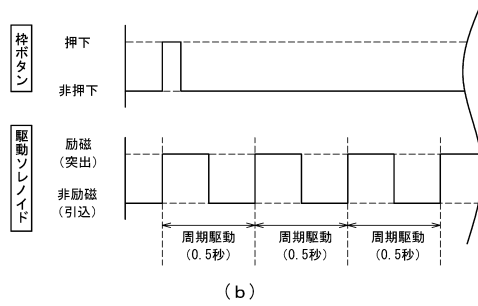 枠ボタン
押下
非押下
駆動ソレノイド
励磁
(突出)
非励磁
(引込)
周期駆動
(0.5秒)
周期駆動
(0.5秒)
周期駆動
(0.5秒)
(b)